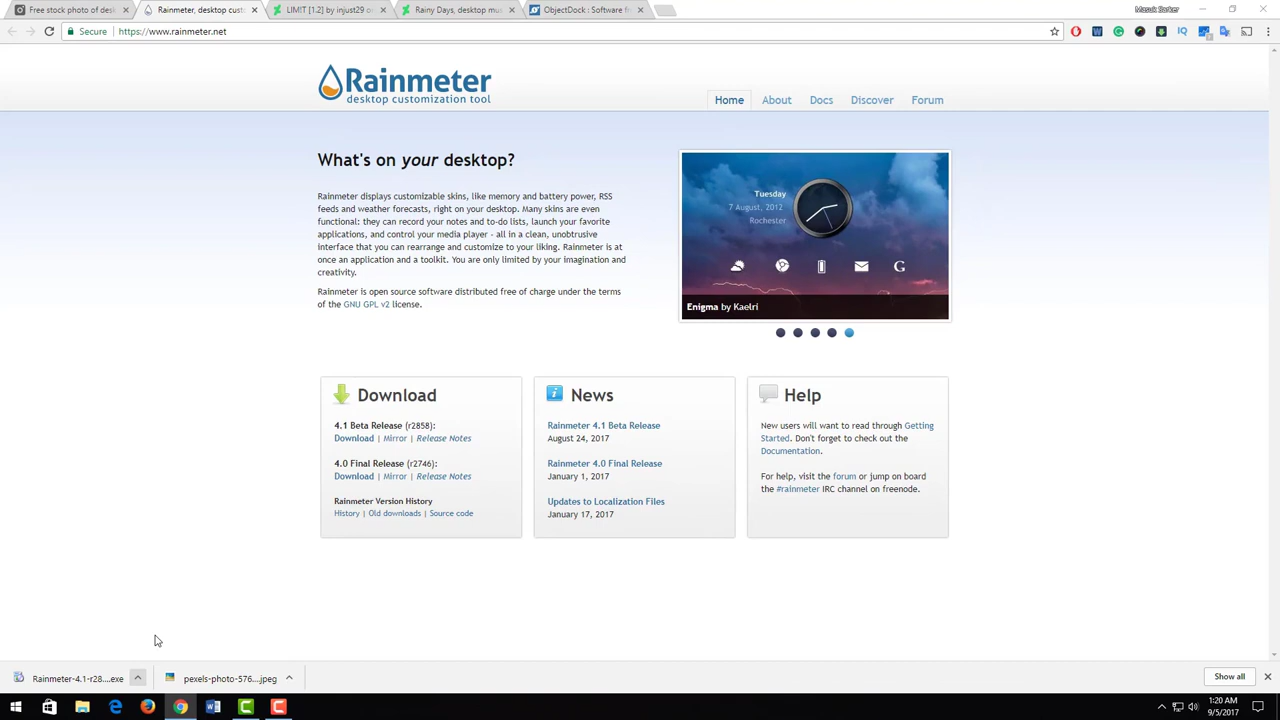 Free stock photo of desk
Rainmeter, desktop cust
LIMIT [1.2] by injust29 o
Rainy Days, desktop mu
ObjectDock : Software f
Masuk Barker
Secure https://www.rainmeter.net
Rainmeter
desktop customization tool
Home About Docs Discover Forum
What's on your desktop?
Rainmeter displays customizable skins, like memory and battery power, RSS
feeds and weather forecasts, right on your desktop. Many skins are even
functional: they can record your notes and to-do lists, launch your favorite
applications, and control your media player - all in a clean, unobtrusive
interface that you can rearrange and customize to your liking. Rainmeter is at
once an application and a toolkit. You are only limited by your imagination and
creativity.
Rainmeter is open source software distributed free of charge under the terms
of the GNU GPL v2 license.
Tuesday
7 August, 2012
Rochester
G
Enigma by Kaelri
Download
4.1 Beta Release (r2858):
Download | Mirror | Release Notes
4.0 Final Release (r2746):
Download | Mirror | Release Notes
Rainmeter Version History
History | Old downloads | Source code
News
Rainmeter 4.1 Beta Release
August 24, 2017
Rainmeter 4.0 Final Release
January 1, 2017
Updates to Localization Files
January 17, 2017
Help
New users will want to read through Getting
Started. Don't forget to check out the
Documentation.
For help, visit the forum or jump on board
the #rainmeter IRC channel on freenode.
Rainmeter-4.1-r28....exe
pexels-photo-576....jpeg
Show all
1:20 AM
9/5/2017